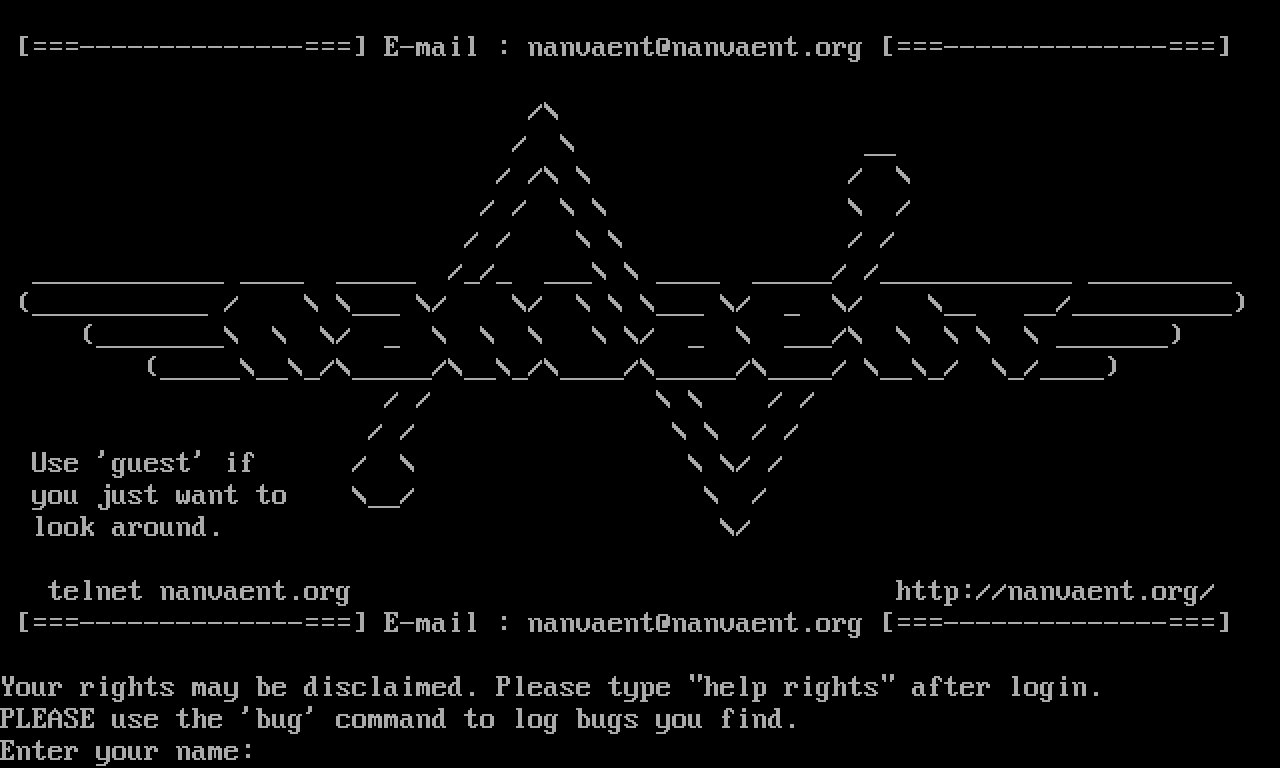 [===--------------===] E-mail : nanvaent@nanvaent.org [===--------------===]
NanvaeNt
Use 'guest' if
you just want to
look around.
telnet nanvaent.org http://nanvaent.org/
[===--------------===] E-mail : nanvaent@nanvaent.org [===--------------===]
Your rights may be disclaimed. Please type "help rights" after login.
PLEASE use the 'bug' command to log bugs you find.
Enter your name: